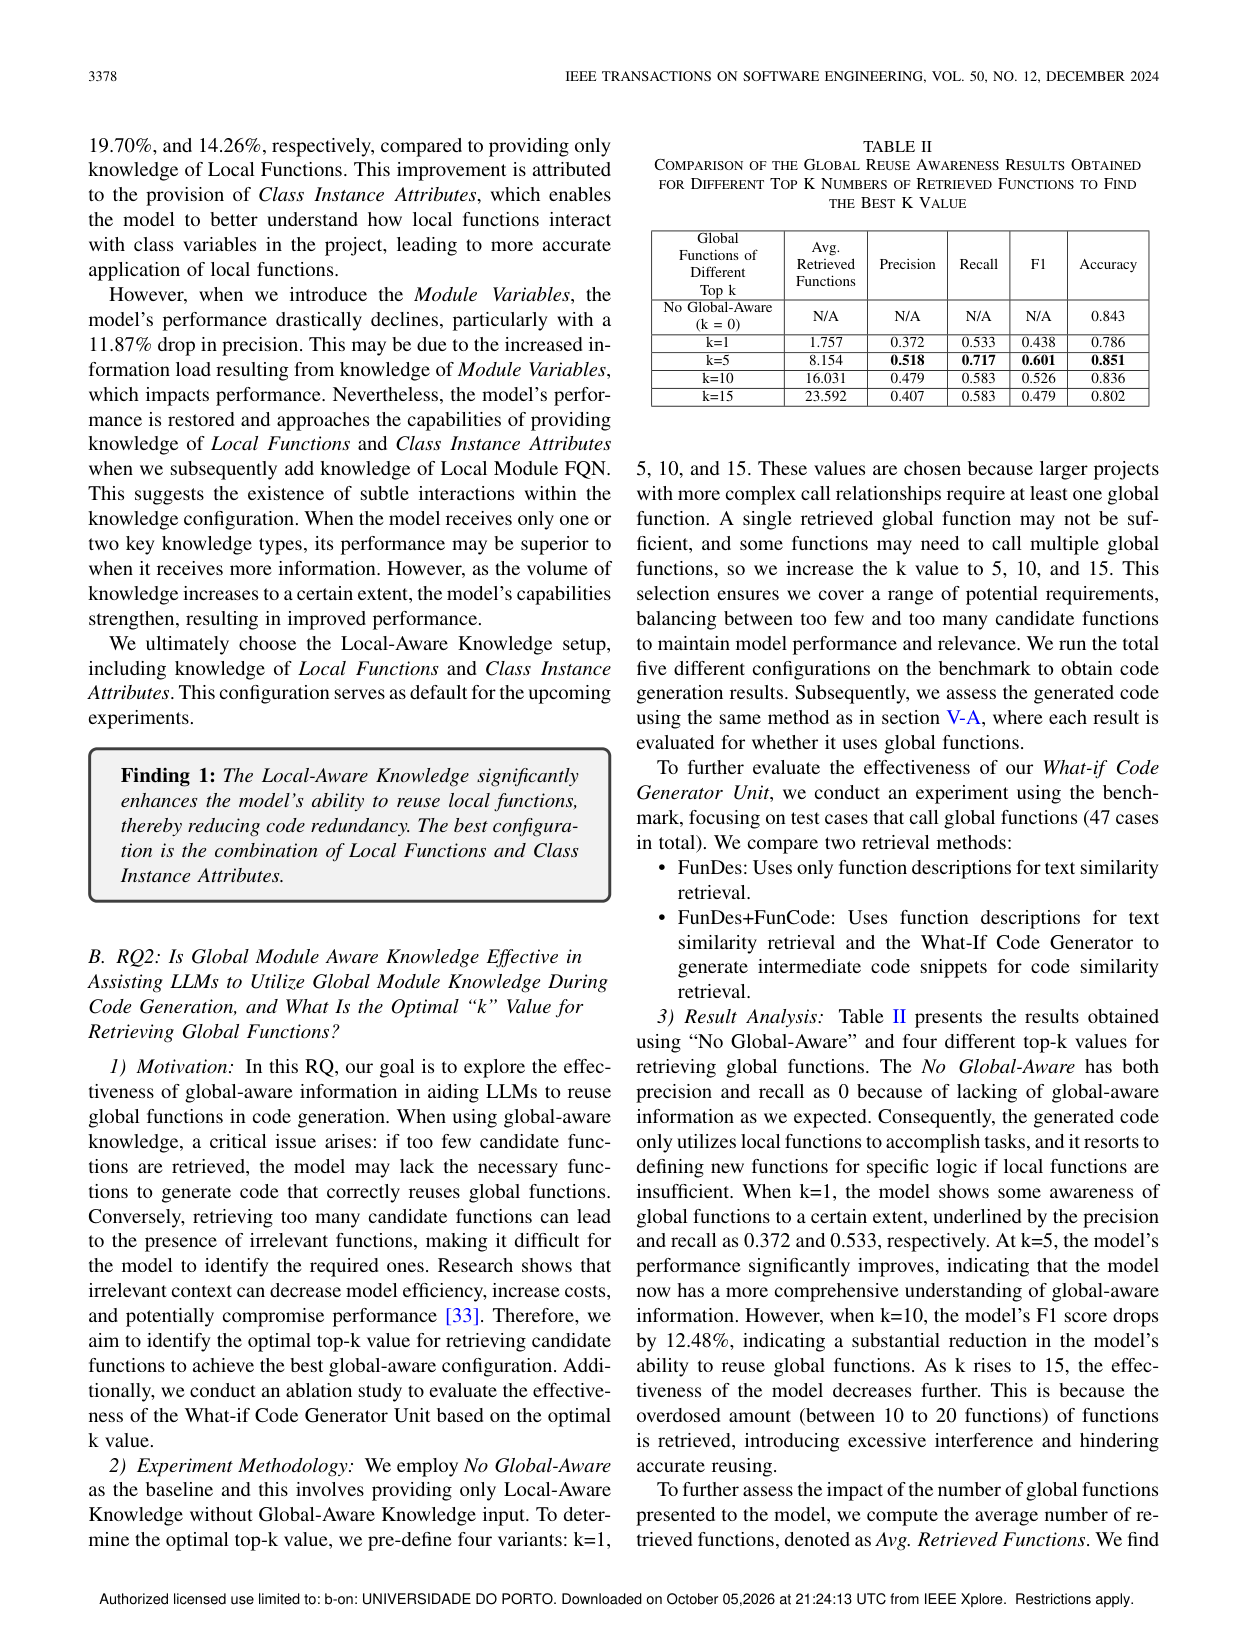 3378
IEEE TRANSACTIONS ON SOFTWARE ENGINEERING, VOL. 50, NO. 12, DECEMBER 2024
19.70%, and 14.26%, respectively, compared to providing only
knowledge of Local Functions. This improvement is attributed
to the provision of Class Instance Attributes, which enables
the model to better understand how local functions interact
with class variables in the project, leading to more accurate
application of local functions.
However, when we introduce the Module Variables, the
model's performance drastically declines, particularly with a
11.87% drop in precision. This may be due to the increased in-
formation load resulting from knowledge of Module Variables,
which impacts performance. Nevertheless, the model's perfor-
mance is restored and approaches the capabilities of providing
knowledge of Local Functions and Class Instance Attributes
when we subsequently add knowledge of Local Module FQN.
This suggests the existence of subtle interactions within the
knowledge configuration. When the model receives only one or
two key knowledge types, its performance may be superior to
when it receives more information. However, as the volume of
knowledge increases to a certain extent, the model's capabilities
strengthen, resulting in improved performance.
We ultimately choose the Local-Aware Knowledge setup,
including knowledge of Local Functions and Class Instance
Attributes. This configuration serves as default for the upcoming
experiments.
Finding 1: The Local-Aware Knowledge significantly
enhances the model's ability to reuse local functions,
thereby reducing code redundancy. The best configura-
tion is the combination of Local Functions and Class
Instance Attributes.
B. RQ2: Is Global Module Aware Knowledge Effective in
Assisting LLMs to Utilize Global Module Knowledge During
Code Generation, and What Is the Optimal "k" Value for
Retrieving Global Functions?
1) Motivation: In this RQ, our goal is to explore the effec-
tiveness of global-aware information in aiding LLMs to reuse
global functions in code generation. When using global-aware
knowledge, a critical issue arises: if too few candidate func-
tions are retrieved, the model may lack the necessary func-
tions to generate code that correctly reuses global functions.
Conversely, retrieving too many candidate functions can lead
to the presence of irrelevant functions, making it difficult for
the model to identify the required ones. Research shows that
irrelevant context can decrease model efficiency, increase costs,
and potentially compromise performance [33]. Therefore, we
aim to identify the optimal top-k value for retrieving candidate
functions to achieve the best global-aware configuration. Addi-
tionally, we conduct an ablation study to evaluate the effective-
ness of the What-if Code Generator Unit based on the optimal
k value.
2) Experiment Methodology: We employ No Global-Aware
as the baseline and this involves providing only Local-Aware
Knowledge without Global-Aware Knowledge input. To deter-
mine the optimal top-k value, we pre-define four variants: k=1,
TABLE II
COMPARISON OF THE GLOBAL REUSE AWARENESS RESULTS OBTAINED
FOR DIFFERENT TOP K NUMBERS OF RETRIEVED FUNCTIONS TO FIND
THE BEST K VALUE
Global Functions of Different Top k Avg. Retrieved Functions Precision Recall F1 Accuracy
No Global-Aware (k = 0) N/A N/A N/A N/A 0.843
k=1 1.757 0.372 0.533 0.438 0.786
k=5 8.154 0.518 0.717 0.601 0.851
k=10 16.031 0.479 0.583 0.526 0.836
k=15 23.592 0.407 0.583 0.479 0.802
5, 10, and 15. These values are chosen because larger projects
with more complex call relationships require at least one global
function. A single retrieved global function may not be suf-
ficient, and some functions may need to call multiple global
functions, so we increase the k value to 5, 10, and 15. This
selection ensures we cover a range of potential requirements,
balancing between too few and too many candidate functions
to maintain model performance and relevance. We run the total
five different configurations on the benchmark to obtain code
generation results. Subsequently, we assess the generated code
using the same method as in section V-A, where each result is
evaluated for whether it uses global functions.
To further evaluate the effectiveness of our What-if Code
Generator Unit, we conduct an experiment using the bench-
mark, focusing on test cases that call global functions (47 cases
in total). We compare two retrieval methods:
• FunDes: Uses only function descriptions for text similarity
retrieval.
• FunDes+FunCode: Uses function descriptions for text
similarity retrieval and the What-If Code Generator to
generate intermediate code snippets for code similarity
retrieval.
3) Result Analysis: Table II presents the results obtained
using "No Global-Aware" and four different top-k values for
retrieving global functions. The No Global-Aware has both
precision and recall as 0 because of lacking of global-aware
information as we expected. Consequently, the generated code
only utilizes local functions to accomplish tasks, and it resorts to
defining new functions for specific logic if local functions are
insufficient. When k=1, the model shows some awareness of
global functions to a certain extent, underlined by the precision
and recall as 0.372 and 0.533, respectively. At k=5, the model's
performance significantly improves, indicating that the model
now has a more comprehensive understanding of global-aware
information. However, when k=10, the model's F1 score drops
by 12.48%, indicating a substantial reduction in the model's
ability to reuse global functions. As k rises to 15, the effec-
tiveness of the model decreases further. This is because the
overdosed amount (between 10 to 20 functions) of functions
is retrieved, introducing excessive interference and hindering
accurate reusing.
To further assess the impact of the number of global functions
presented to the model, we compute the average number of re-
trieved functions, denoted as Avg. Retrieved Functions. We find
Authorized licensed use limited to: b-on: UNIVERSIDADE DO PORTO. Downloaded on October 05,2026 at 21:24:13 UTC from IEEE Xplore. Restrictions apply.